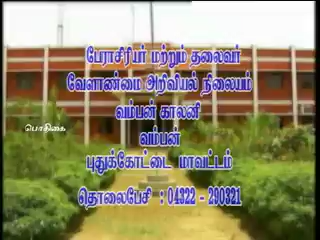 பேராசிரியர் மற்றும் தலைவர்
வேளாண்மை அறிவியல் நிலையம்
வம்பன் காலனி
பொதிகை
வம்பன்
புதுக்கோட்டை மாவட்டம்
தொலைபேசி : 04322 - 290321